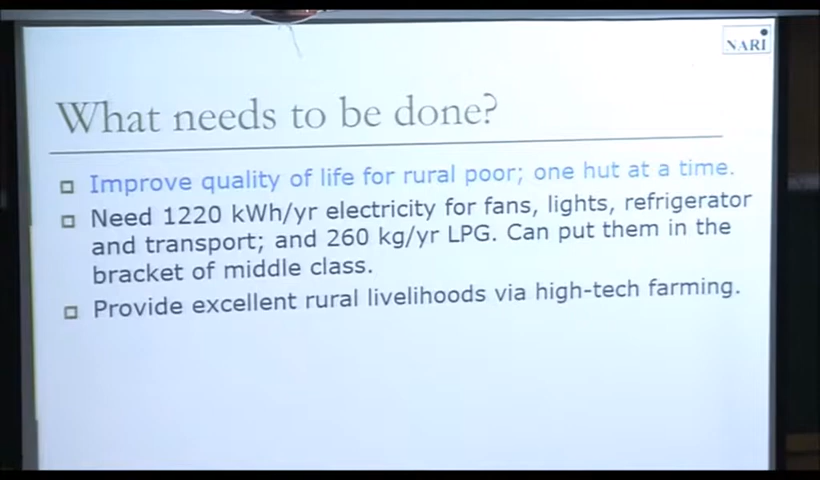 NARI
What needs to be done?
Improve quality of life for rural poor; one hut at a time.
Need 1220 kWh/yr electricity for fans, lights, refrigerator
and transport; and 260 kg/yr LPG. Can put them in the
bracket of middle class.
Provide excellent rural livelihoods via high-tech farming.